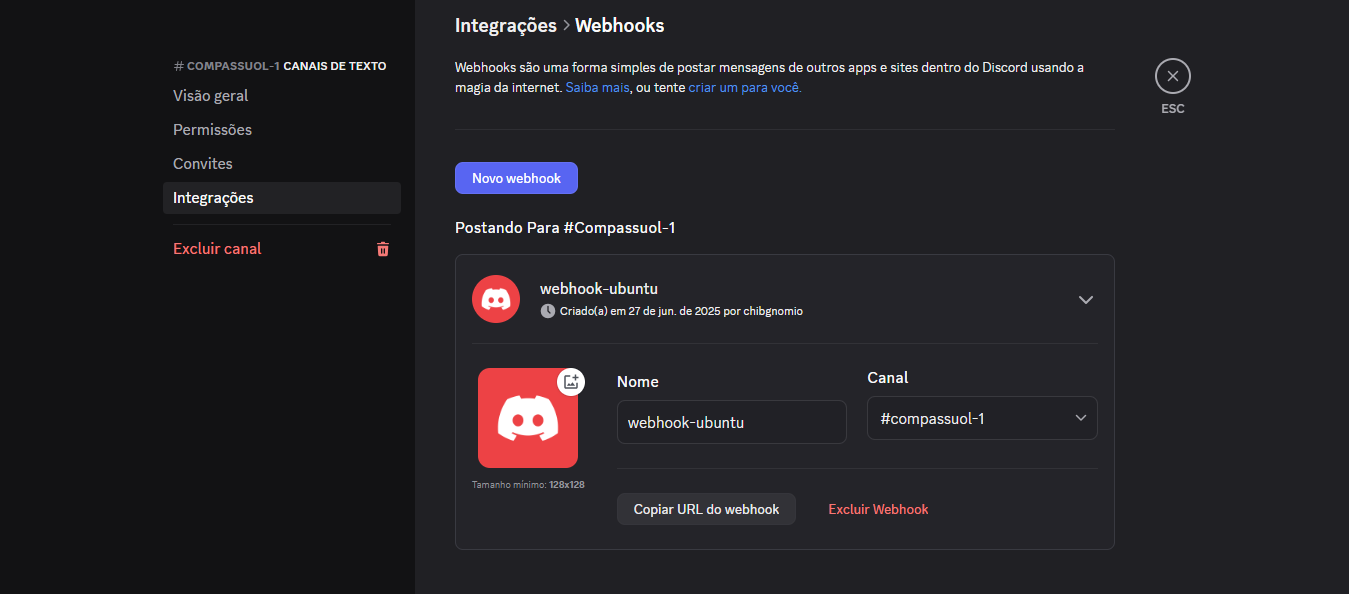 # COMPASSUOL-1 CANAIS DE TEXTO
Visão geral
Permissões
Convites
Integrações
Excluir canal
Integrações > Webhooks
Webhooks são uma forma simples de postar mensagens de outros apps e sites dentro do Discord usando a
magia da internet. Saiba mais, ou tente criar um para você.
ESC
Novo webhook
Postando Para #Compassuol-1
webhook-ubuntu
Criado(a) em 27 de jun. de 2025 por chibgnomio
Tamanho mínimo: 128x128
Nome
webhook-ubuntu
Canal
#compassuol-1
Copiar URL do webhook
Excluir Webhook